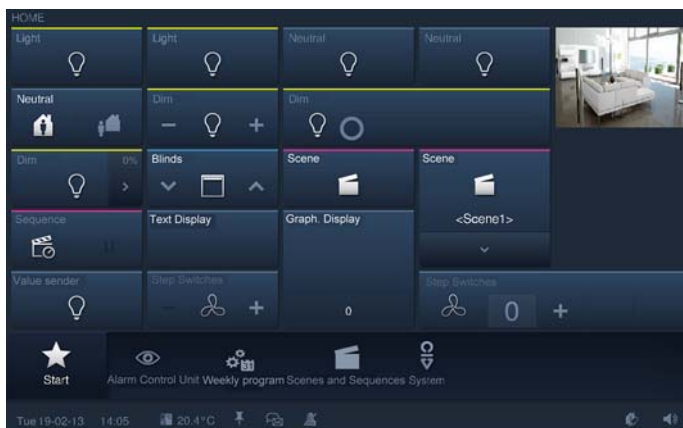 HOME
Light
Light
Neutral
Neutral
Neutral
Dim
Dim
Dim
0%
Blinds
Scene
Scene
<Scene1>
Sequence
Text Display
Graph. Display
0
Value sender
Step Switches
Step Switches
0
31
Start
Alarm Control Unit
Weekly program
Scenes and Sequences
System
Tue 19-02-13
14:05
20.4°C